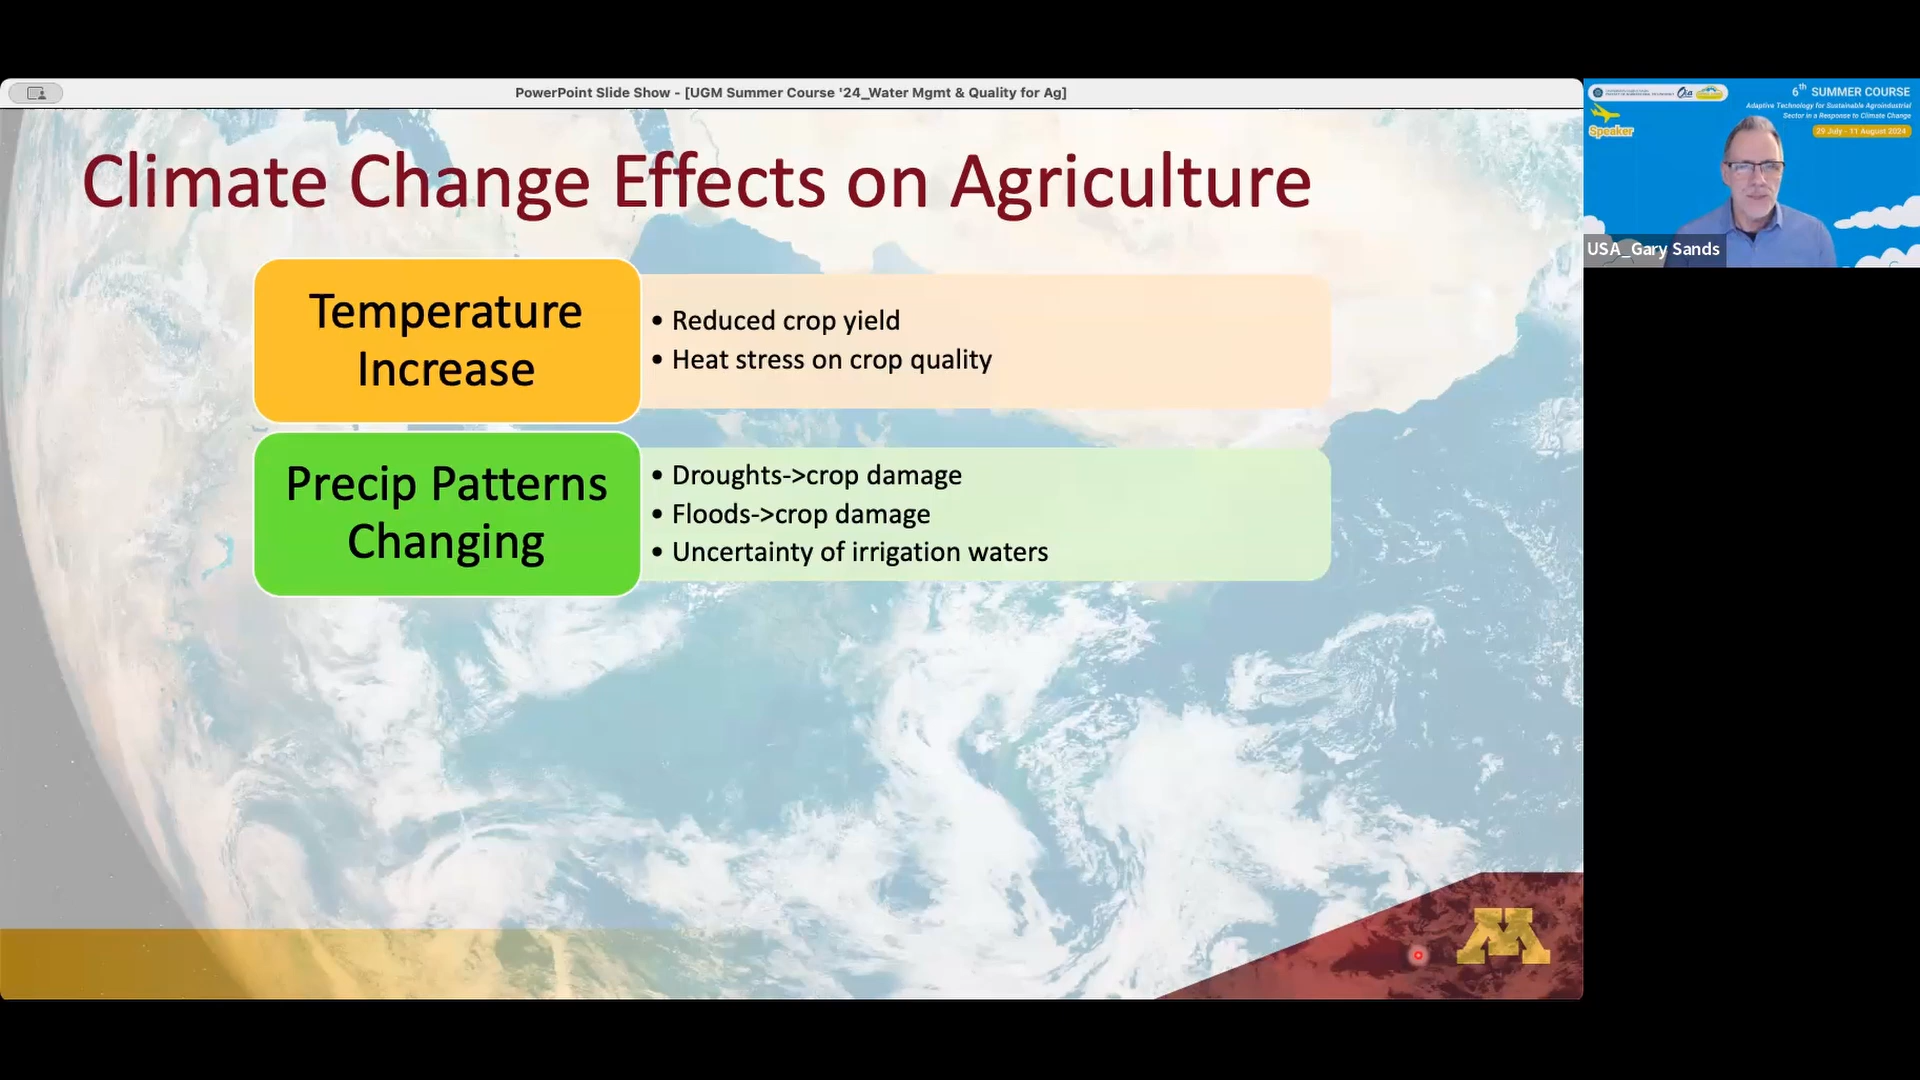 PowerPoint Slide Show - [UGM Summer Course '24_Water Mgmt & Quality for Ag]
Climate Change Effects on Agriculture
Temperature
Increase
• Reduced crop yield
• Heat stress on crop quality
Precip Patterns
Changing
• Droughts->crop damage
• Floods->crop damage
• Uncertainty of irrigation waters
M
6th SUMMER COURSE
Adaptive Technology for Sustainable Agroindustrial
Sector in a Response to Climate Change
29 July - 11 August 2024
Speaker
USA_Gary Sands